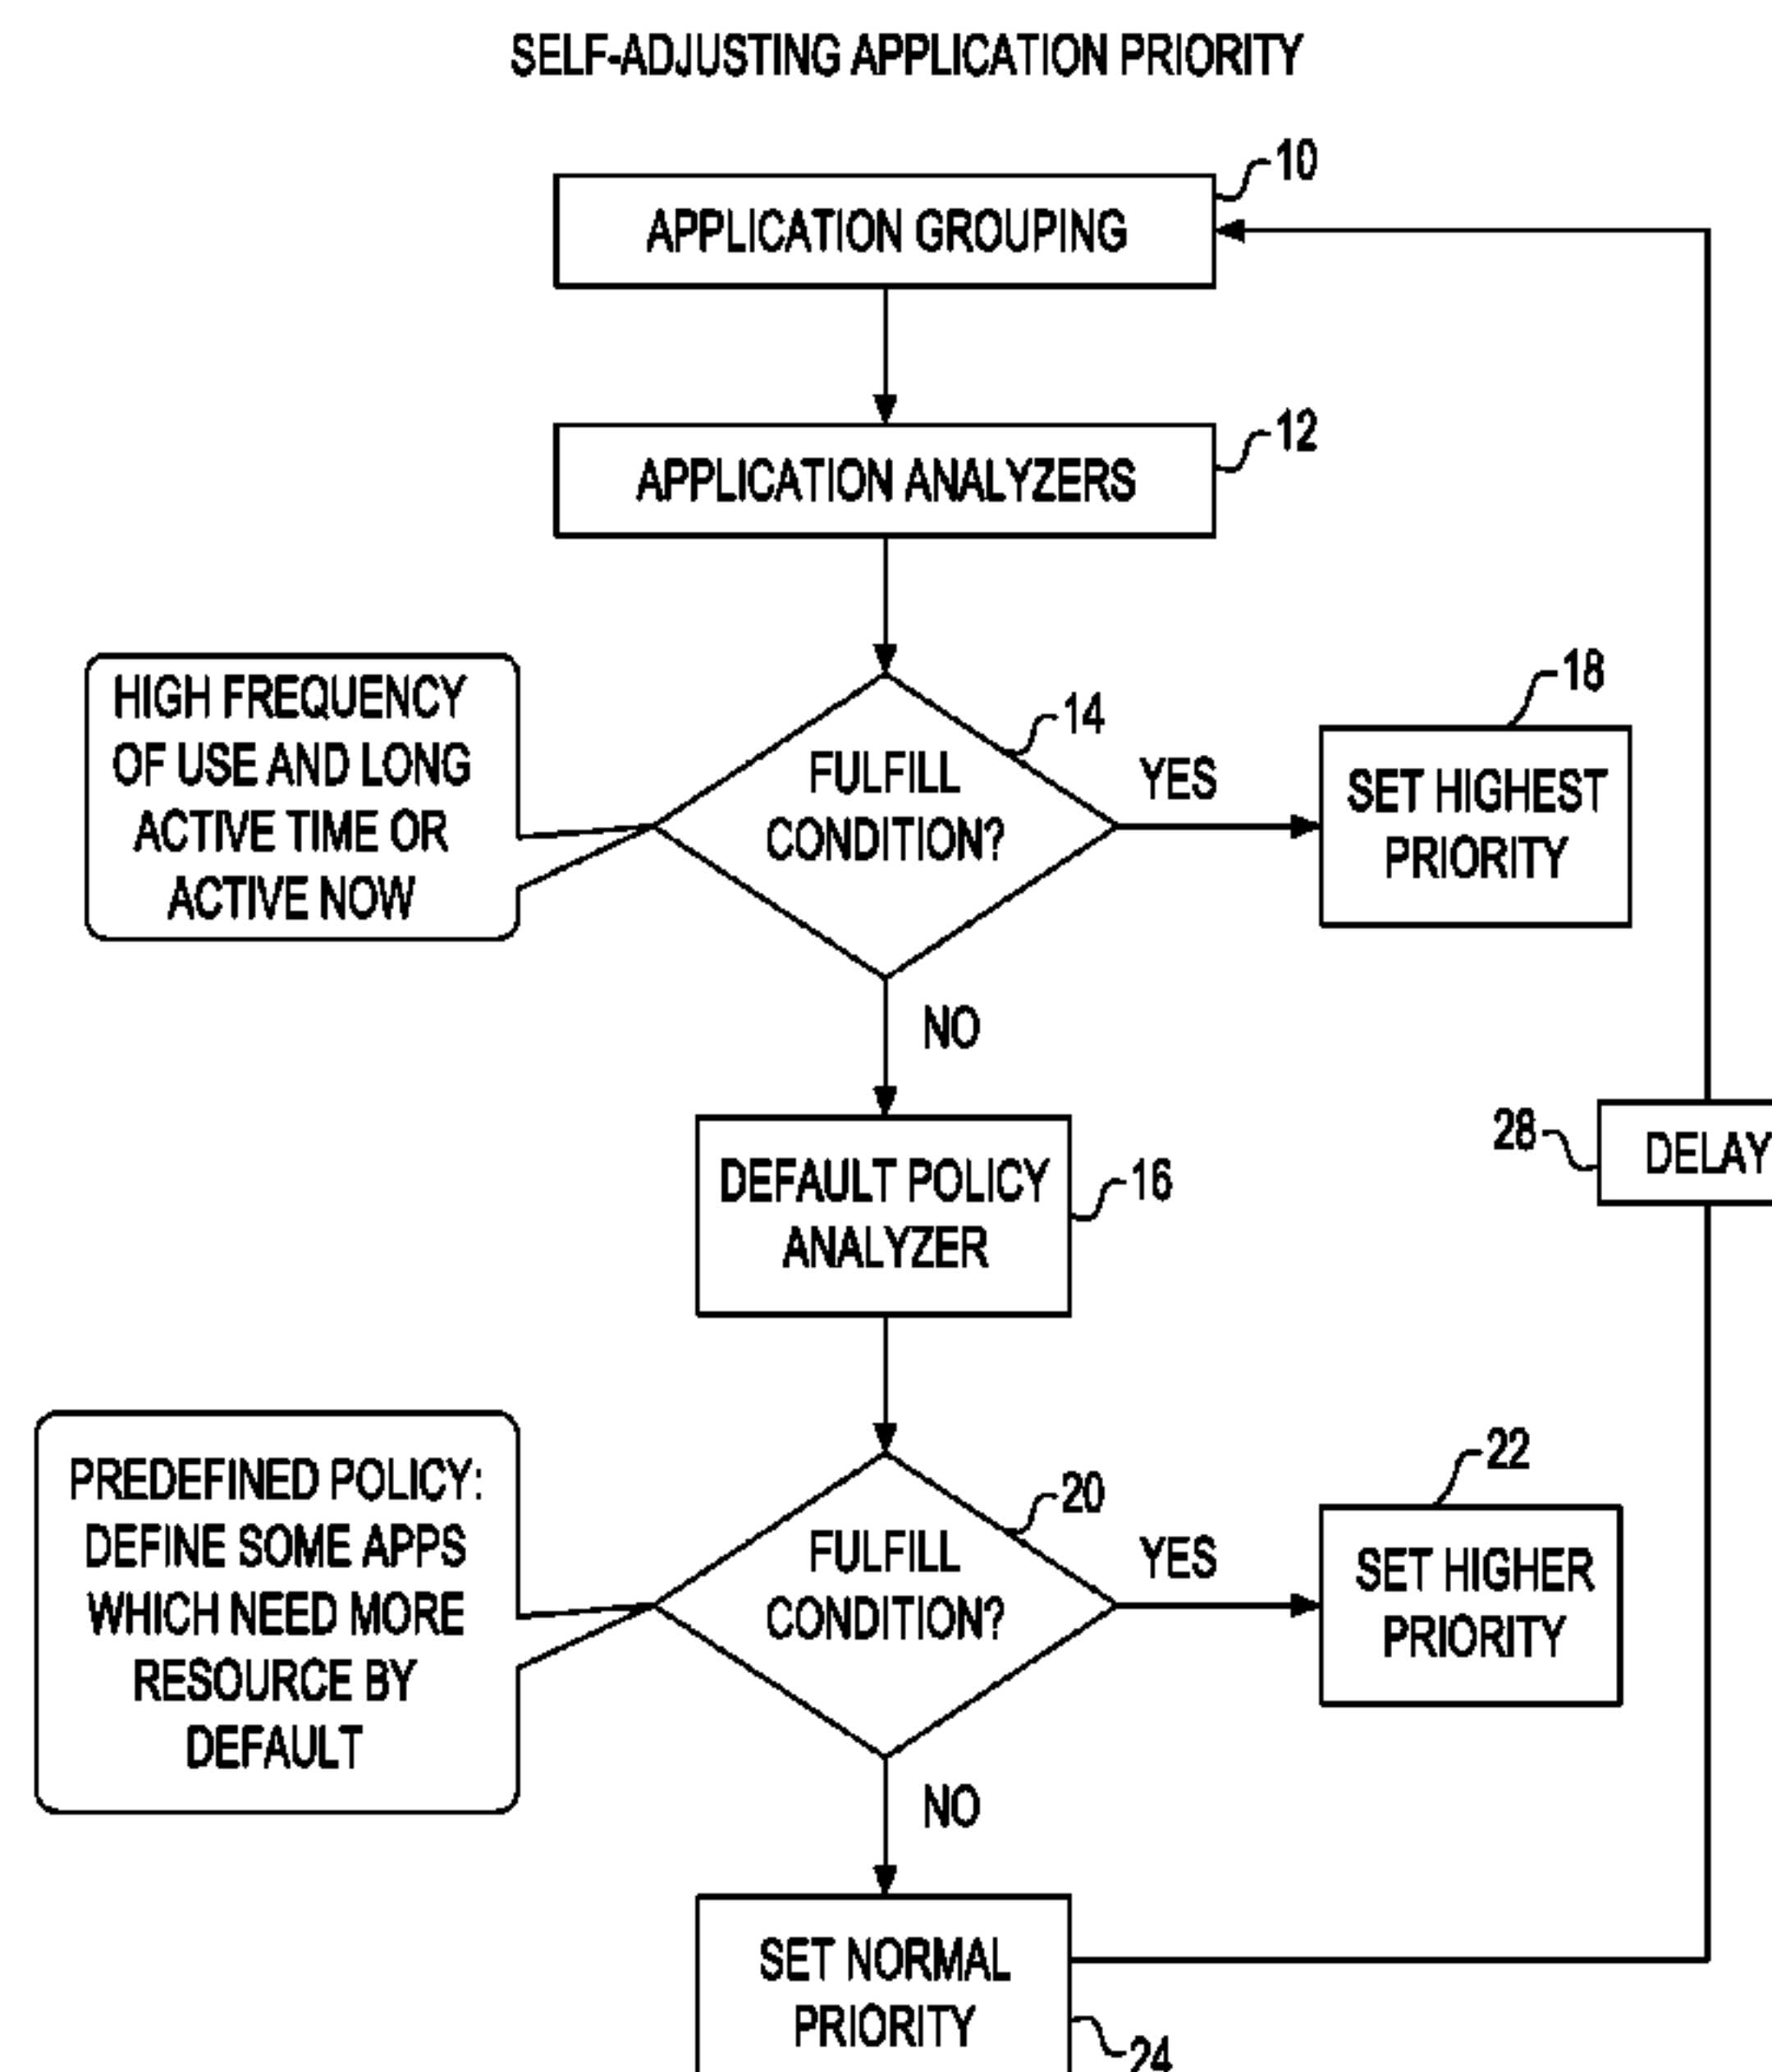 SELF-ADJUSTING APPLICATION PRIORITY
10
APPLICATION GROUPING
12
APPLICATION ANALYZERS
HIGH FREQUENCY
OF USE AND LONG
ACTIVE TIME OR
ACTIVE NOW
14
FULFILL
CONDITION?
YES
18
SET HIGHEST
PRIORITY
NO
DEFAULT POLICY
ANALYZER
16
28
DELAY
PREDEFINED POLICY:
DEFINE SOME APPS
WHICH NEED MORE
RESOURCE BY
DEFAULT
20
FULFILL
CONDITION?
YES
22
SET HIGHER
PRIORITY
NO
SET NORMAL
PRIORITY
24